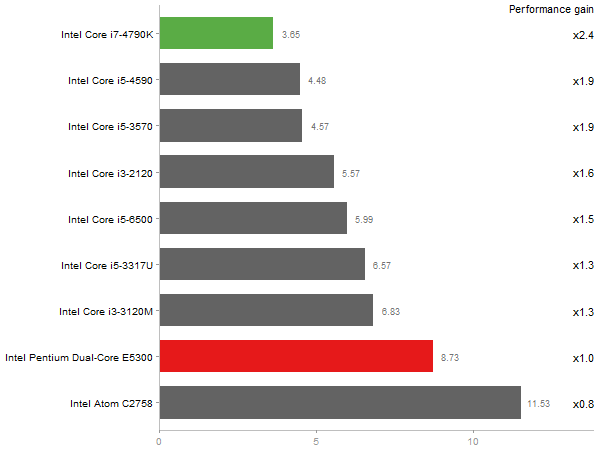 Performance gain
Intel Core i7-4790K 3.65 x2.4
Intel Core i5-4590 4.48 x1.9
Intel Core i5-3570 4.57 x1.9
Intel Core i3-2120 5.57 x1.6
Intel Core i5-6500 5.99 x1.5
Intel Core i5-3317U 6.57 x1.3
Intel Core i3-3120M 6.83 x1.3
Intel Pentium Dual-Core E5300 8.73 x1.0
Intel Atom C2758 11.53 x0.8
0 5 10